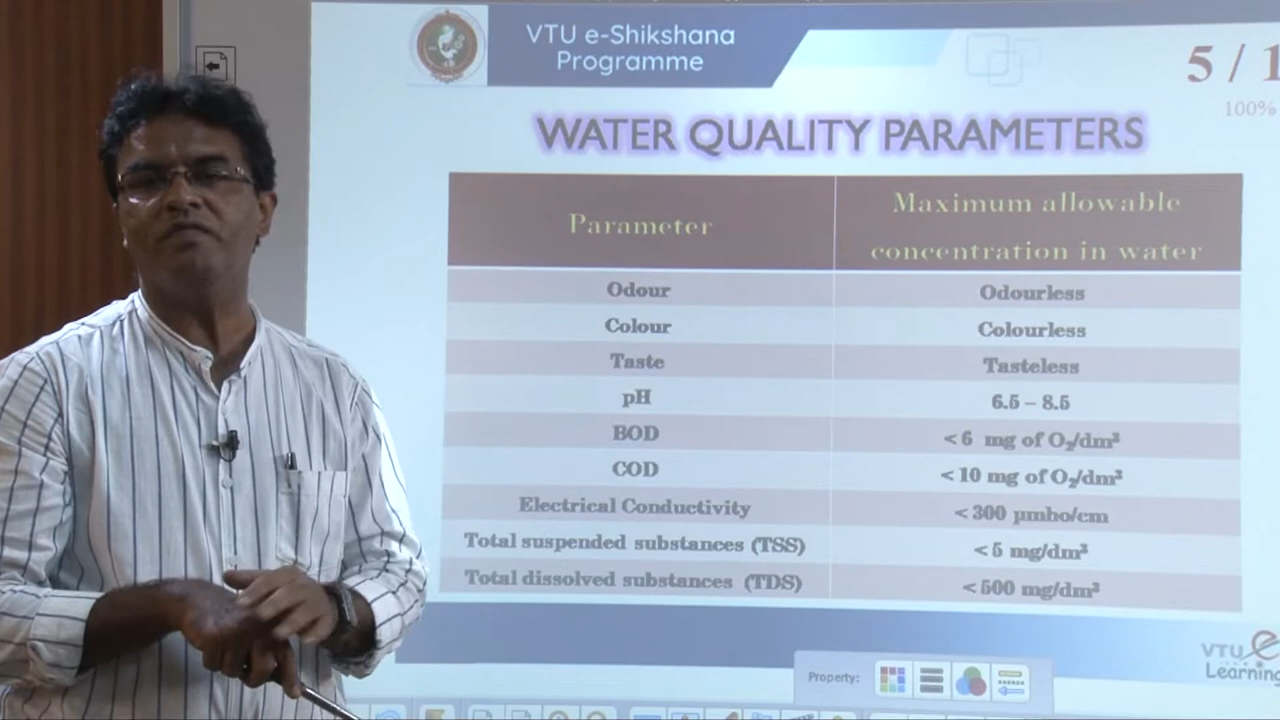 VTU e-Shikshana
Programme
5 / 1
100%
WATER QUALITY PARAMETERS
Parameter Maximum allowable concentration in water
Odour Odourless
Colour Colourless
Taste Tasteless
pH 6.5 – 8.5
BOD < 6 mg of O₂/dm³
COD < 10 mg of O₂/dm³
Electrical Conductivity < 300 µmho/cm
Total suspended substances (TSS) < 5 mg/dm³
Total dissolved substances (TDS) < 500 mg/dm³
VTU e
Learning
Property: